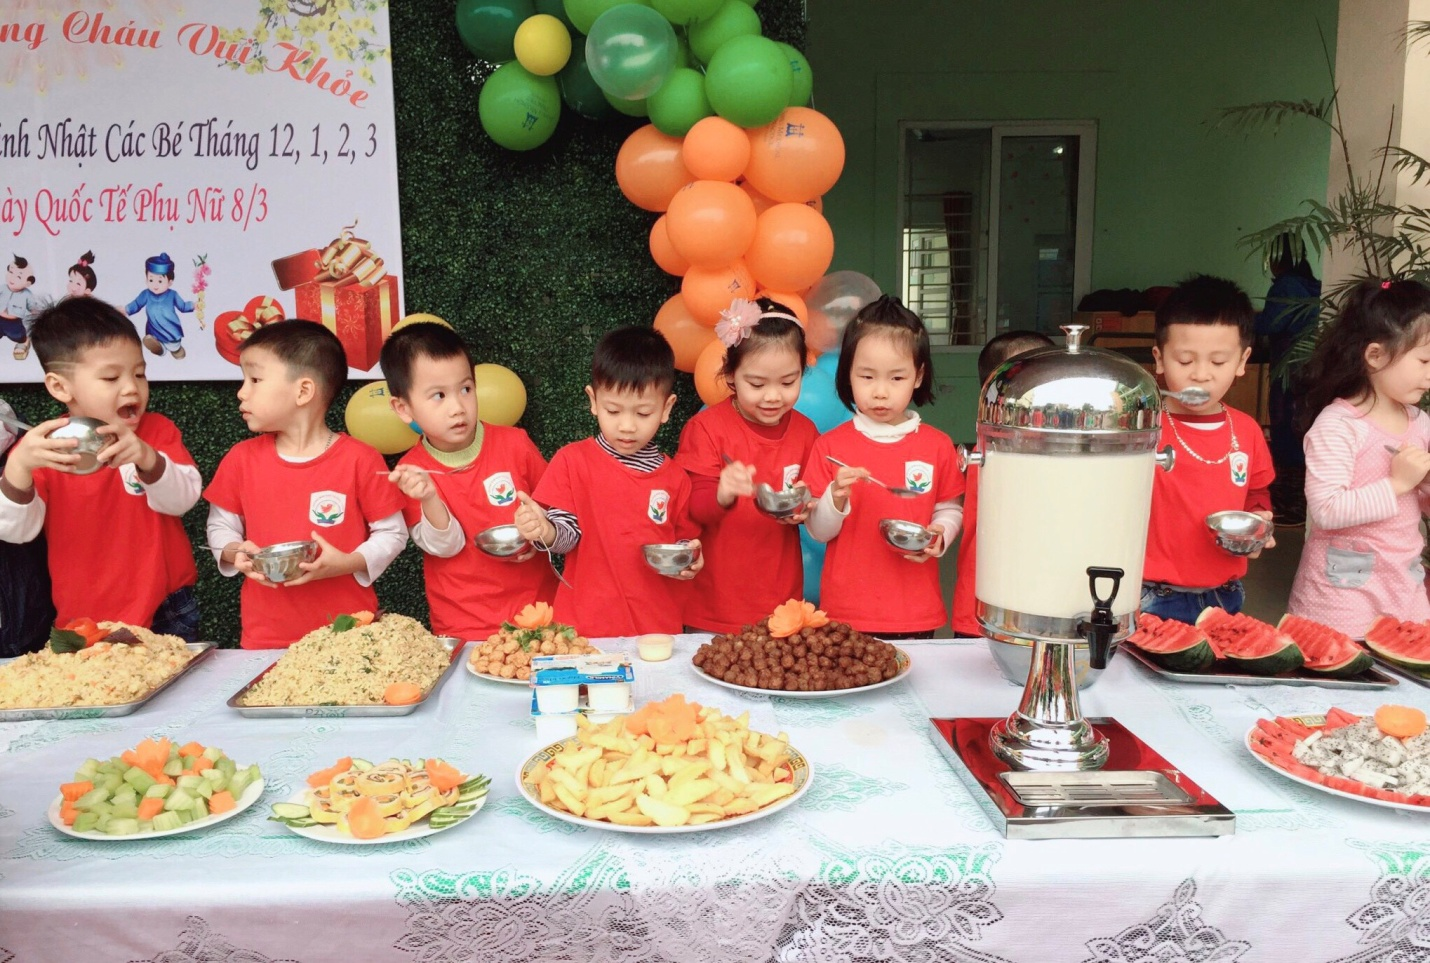 ng Cháu Vui Khỏe
inh Nhật Các Bé Tháng 12, 1, 2, 3
ày Quốc Tế Phụ Nữ 8/3